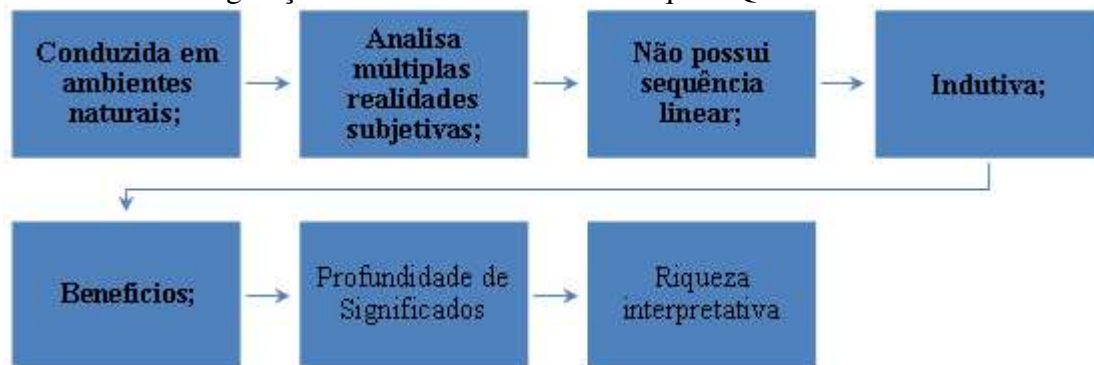 Conduzida em
ambientes
naturais;
Analisa
múltiplas
realidades
subjetivas;
Não possui
sequência
linear;
Indutiva;
Benefícios;
Profundidade de
Significados
Riqueza
interpretativa